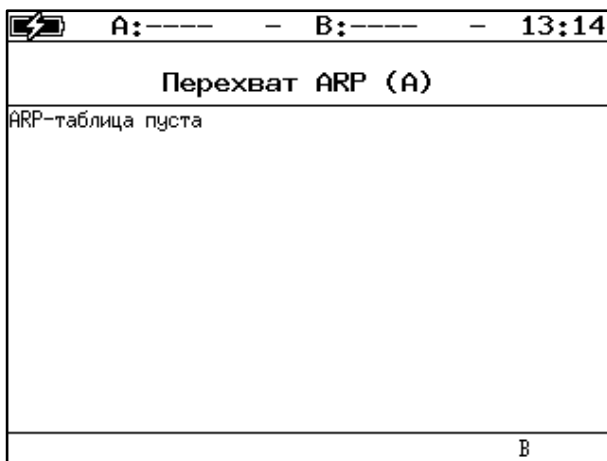 A:---- - B:---- - 13:14
Перехват ARP (A)
ARP-таблица пуста
B